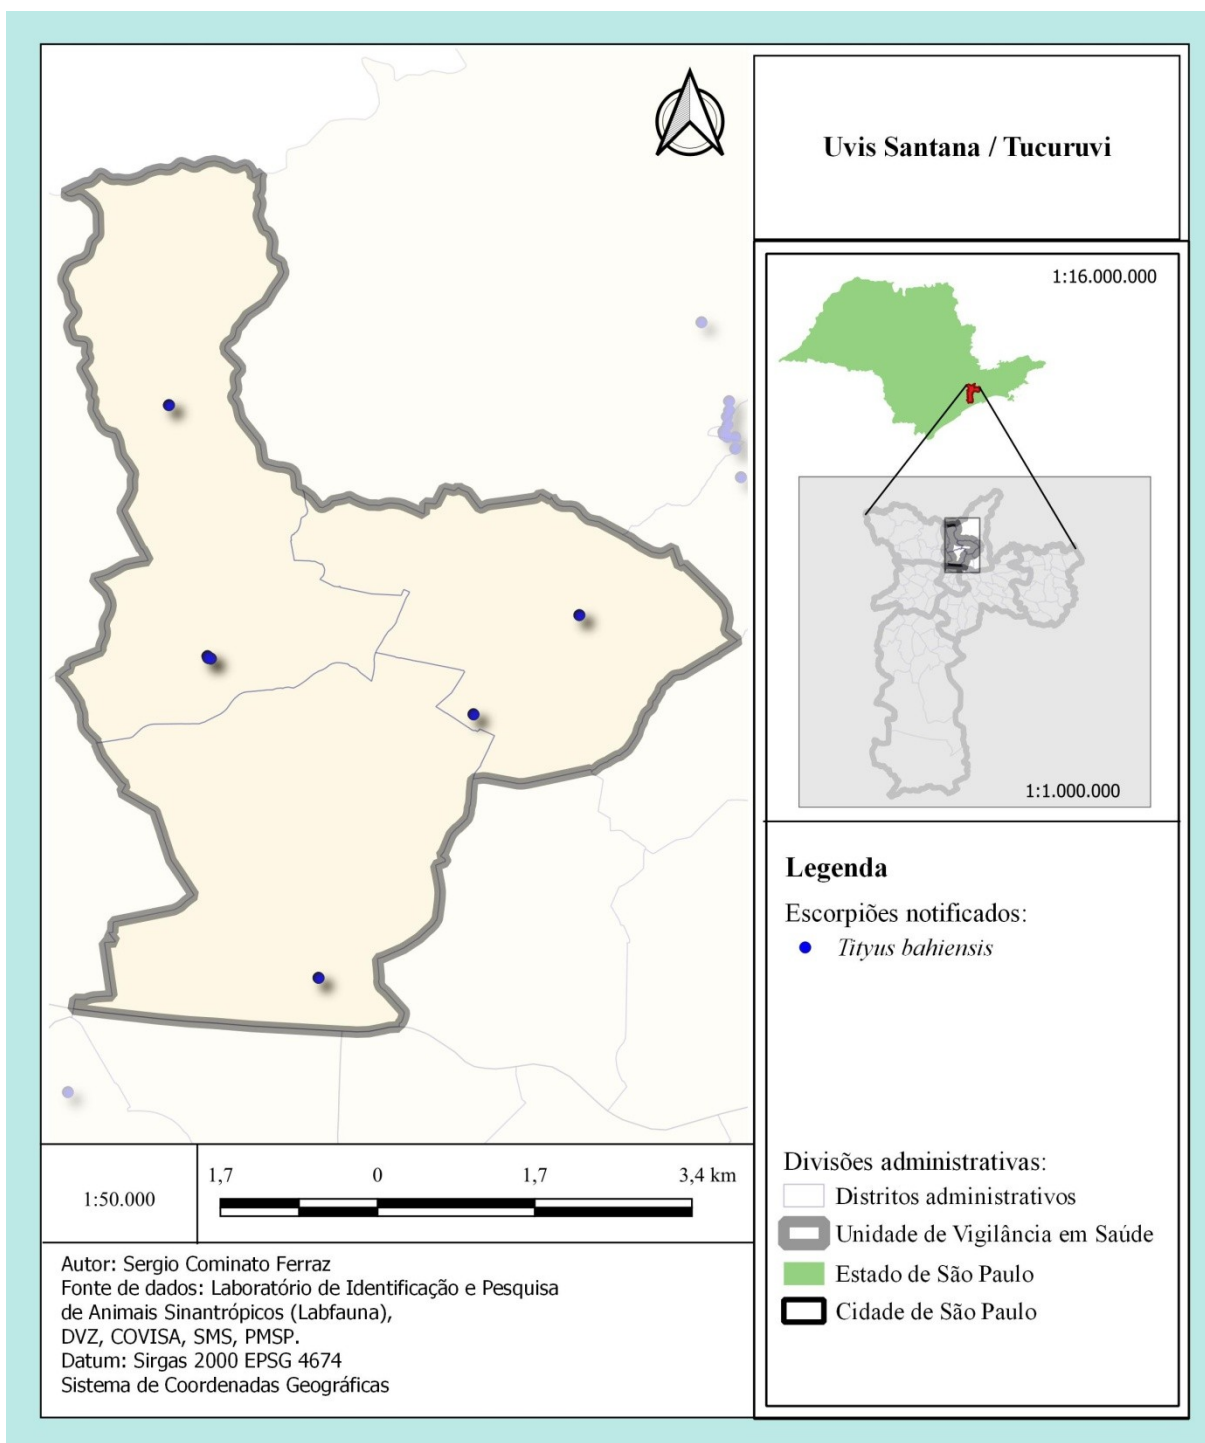 Uvis Santana / Tucuruvi
1:16.000.000
1:1.000.000
Legenda
Escorpiões notificados:
Tityus bahiensis
Divisões administrativas:
Distritos administrativos
Unidade de Vigilância em Saúde
Estado de São Paulo
Cidade de São Paulo
1:50.000
1,7 0 1,7 3,4 km
Autor: Sergio Cominato Ferraz
Fonte de dados: Laboratório de Identificação e Pesquisa
de Animais Sinantrópicos (Labfauna),
DVZ, COVISA, SMS, PMSP.
Datum: Sirgas 2000 EPSG 4674
Sistema de Coordenadas Geográficas